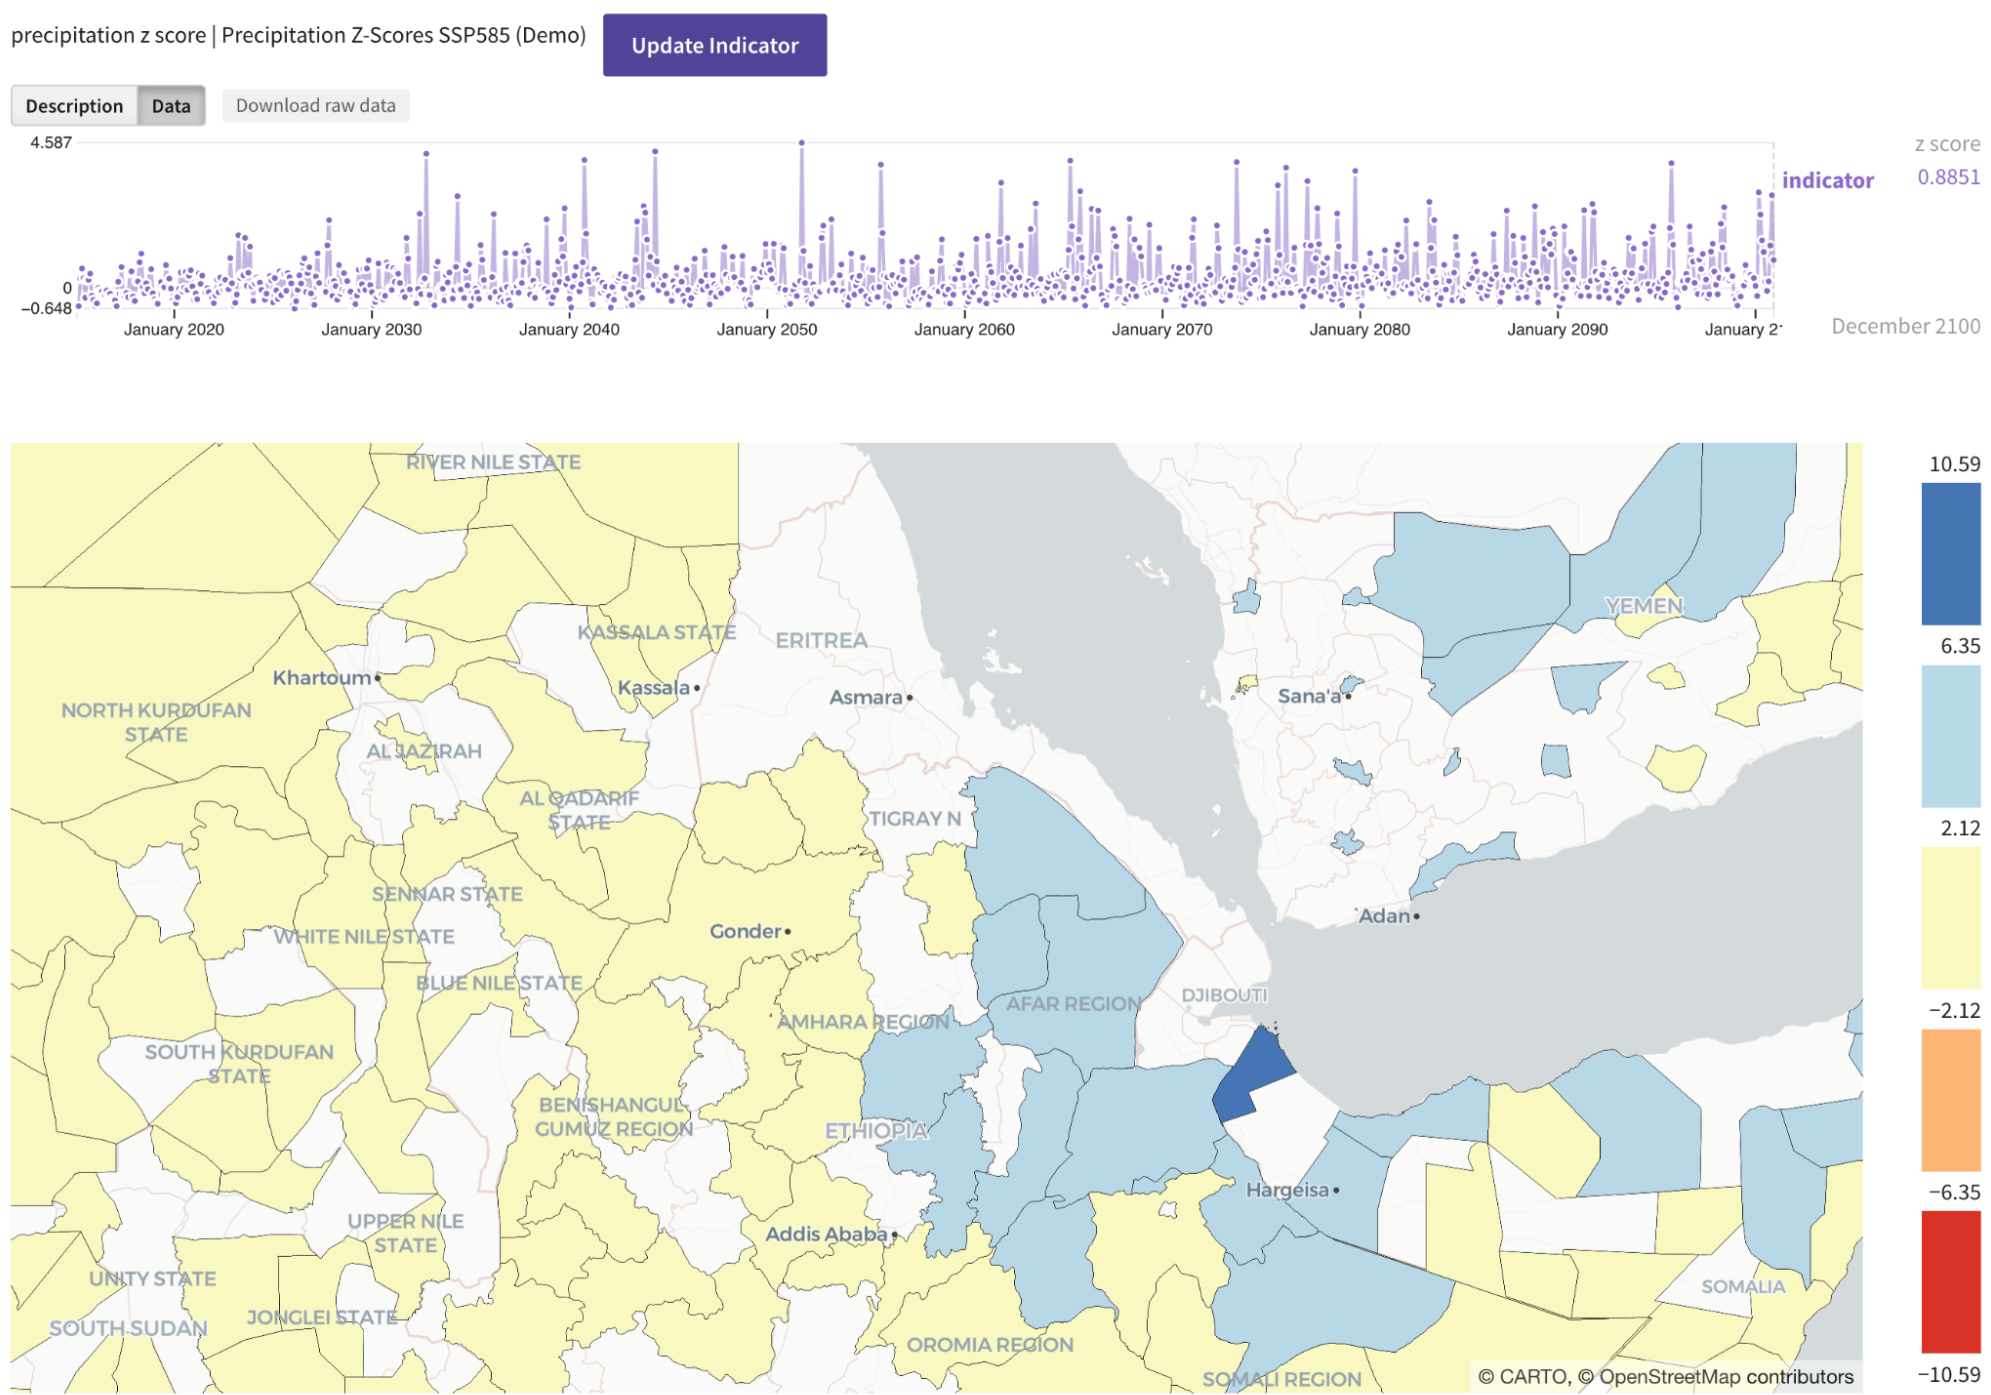 precipitation z score | Precipitation Z-Scores SSP585 (Demo)
Update Indicator
Description
Data
Download raw data
4.587
0
−0.648
January 2020
January 2030
January 2040
January 2050
January 2060
January 2070
January 2080
January 2090
January 2
z score
indicator
0.8851
December 2100
RIVER NILE STATE
KASSALA STATE
ERITREA
YEMEN
Khartoum
Kassala
Asmara
Sana'a
NORTH KURDUFAN
STATE
AL JAZIRAH
AL QADARIF
STATE
TIGRAY N
SENNAR STATE
Gonder
WHITE NILE STATE
Adan
BLUE NILE STATE
AFAR REGION
DJIBOUTI
AMHARA REGION
SOUTH KURDUFAN
STATE
BENISHANGUL-
GUMUZ REGION
ETHIOPIA
Hargeisa
UPPER NILE
STATE
Addis Ababa
UNITY STATE
SOMALIA
JONGLEI STATE
SOUTH SUDAN
OROMIA REGION
SOMALI REGION
© CARTO, © OpenStreetMap contributors
10.59
6.35
2.12
−2.12
−6.35
−10.59